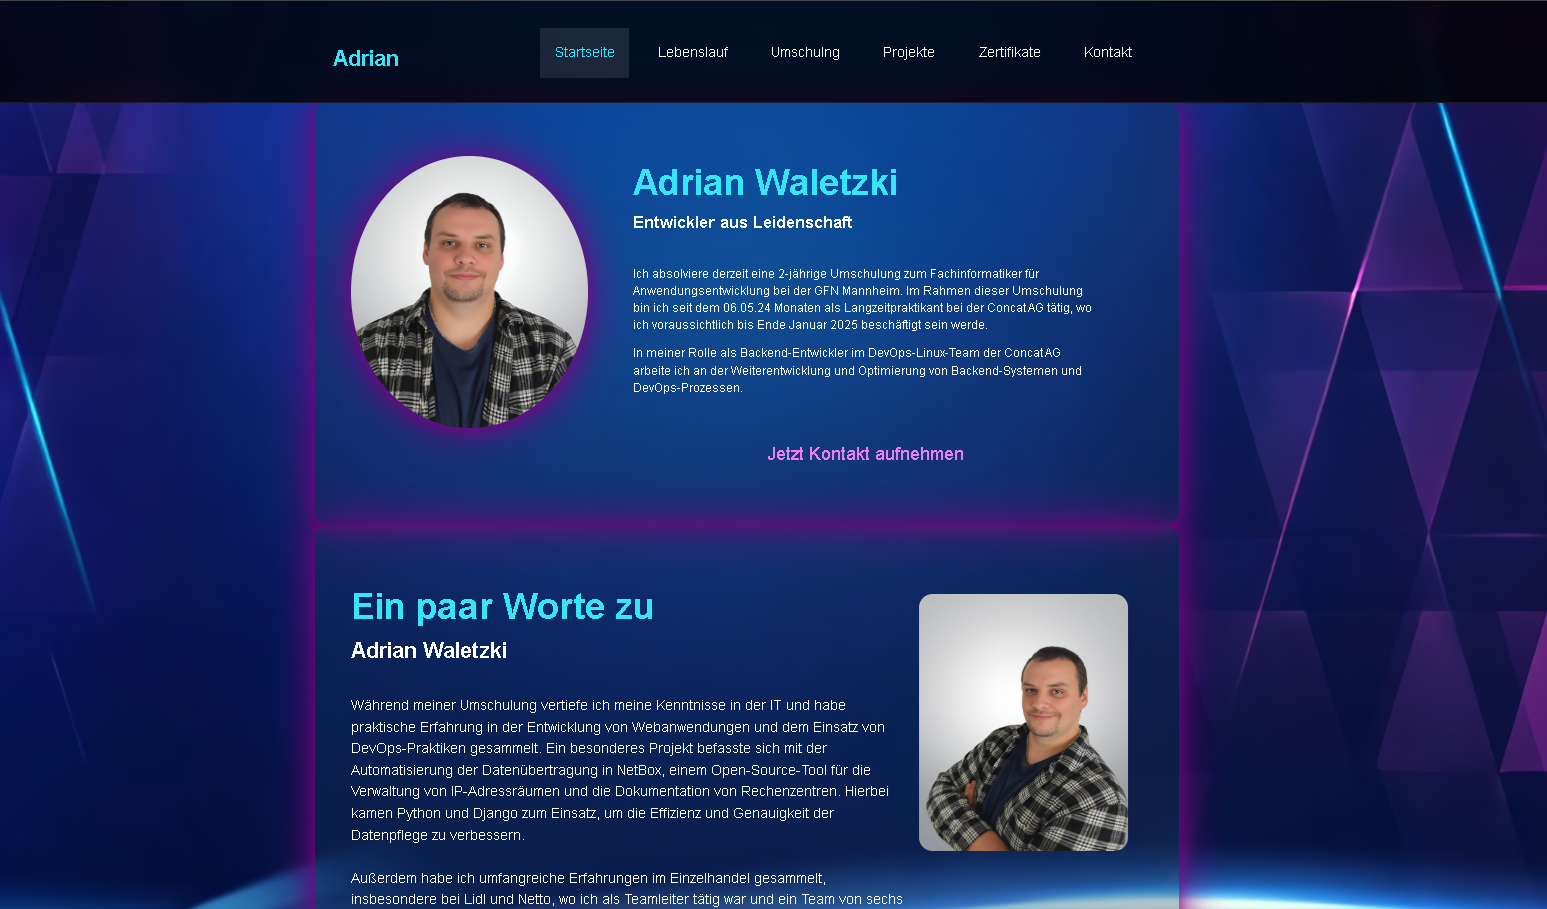 Adrian
Startseite
Lebenslauf
Umschulng
Projekte
Zertifikate
Kontakt
Adrian Waletzki
Entwickler aus Leidenschaft
Ich absolviere derzeit eine 2-jährige Umschulung zum Fachinformatiker für
Anwendungsentwicklung bei der GFN Mannheim. Im Rahmen dieser Umschulung
bin ich seit dem 06.05.24 Monaten als Langzeitpraktikant bei der Concat AG tätig, wo
ich voraussichtlich bis Ende Januar 2025 beschäftigt sein werde.
In meiner Rolle als Backend-Entwickler im DevOps-Linux-Team der Concat AG
arbeite ich an der Weiterentwicklung und Optimierung von Backend-Systemen und
DevOps-Prozessen.
Jetzt Kontakt aufnehmen
Ein paar Worte zu
Adrian Waletzki
Während meiner Umschulung vertiefe ich meine Kenntnisse in der IT und habe
praktische Erfahrung in der Entwicklung von Webanwendungen und dem Einsatz von
DevOps-Praktiken gesammelt. Ein besonderes Projekt befasste sich mit der
Automatisierung der Datenübertragung in NetBox, einem Open-Source-Tool für die
Verwaltung von IP-Adressräumen und die Dokumentation von Rechenzentren. Hierbei
kamen Python und Django zum Einsatz, um die Effizienz und Genauigkeit der
Datenpflege zu verbessern.
Außerdem habe ich umfangreiche Erfahrungen im Einzelhandel gesammelt,
insbesondere bei Lidl und Netto, wo ich als Teamleiter tätig war und ein Team von sechs